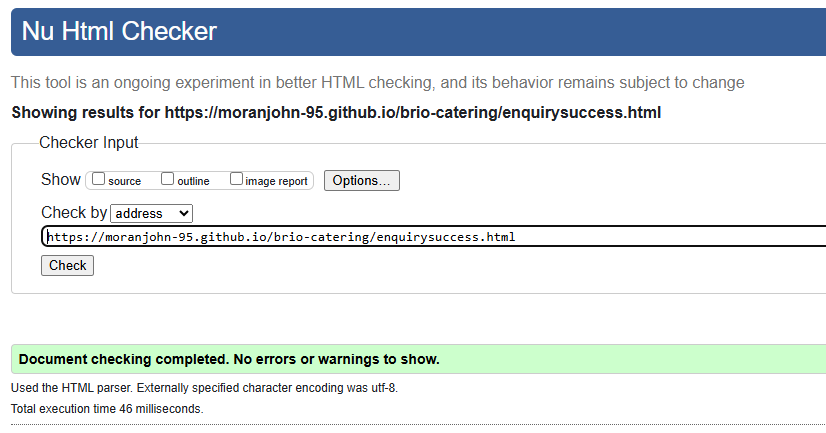 Nu Html Checker
This tool is an ongoing experiment in better HTML checking, and its behavior remains subject to change
Showing results for https://moranjohn-95.github.io/brio-catering/enquirysuccess.html
Checker Input
Show source outline image report Options...
Check by address
https://moranjohn-95.github.io/brio-catering/enquirysuccess.html
Check
Document checking completed. No errors or warnings to show.
Used the HTML parser. Externally specified character encoding was utf-8.
Total execution time 46 milliseconds.